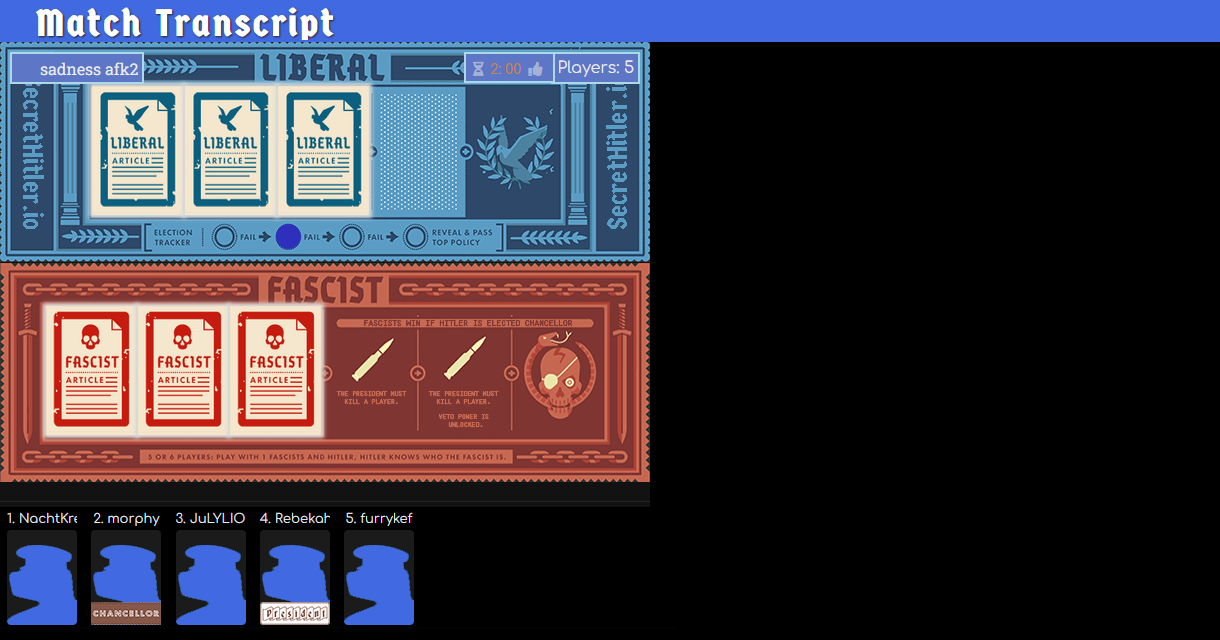 Match Transcript
sadness afk2
LIBERAL
2: 00
Players: 5
SecretHitler.io
SecretHitler.io
LIBERAL
ARTICLE
LIBERAL
ARTICLE
LIBERAL
ARTICLE
ELECTION
TRACKER
FAIL
FAIL
FAIL
REVEAL & PASS
TOP POLICY
FASCIST
FASCISTS WIN IF HITLER IS ELECTED CHANCELLOR
FASCIST
ARTICLE
FASCIST
ARTICLE
FASCIST
ARTICLE
THE PRESIDENT MUST
KILL A PLAYER.
THE PRESIDENT MUST
KILL A PLAYER.
VETO POWER IS
UNLOCKED.
5 OR 6 PLAYERS: PLAY WITH 1 FASCISTS AND HITLER, HITLER KNOWS WHO THE FASCIST IS.
1. NachtKre
2. morphy
3. JuLYLIO
4. Rebekah
5. furrykef
CHANCELLOR
President